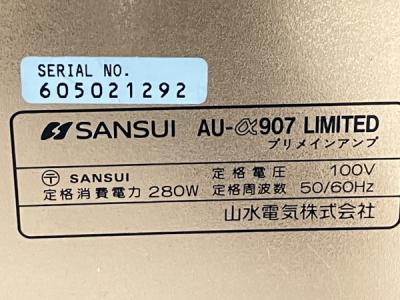 SERIAL NO.
605021292
SANSUI AU-α907 LIMITED
プリメインアンプ
〒 SANSUI 定格電圧 100V
定格消費電力 280W 定格周波数 50/60Hz
山水電気株式会社